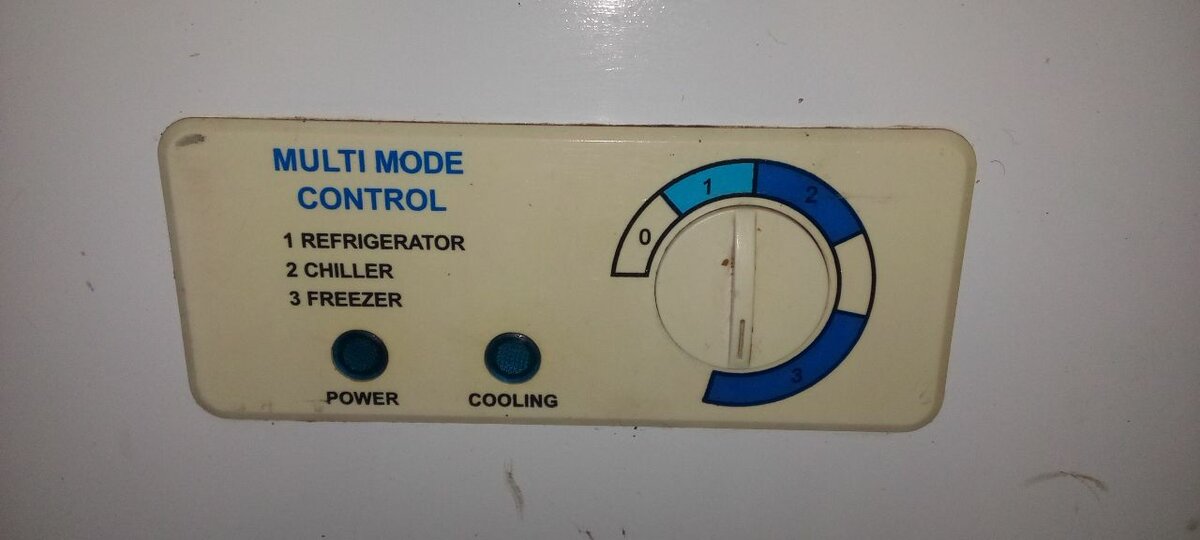 MULTI MODE
CONTROL
1 REFRIGERATOR
2 CHILLER
3 FREEZER
POWER
COOLING
0
1
2
3